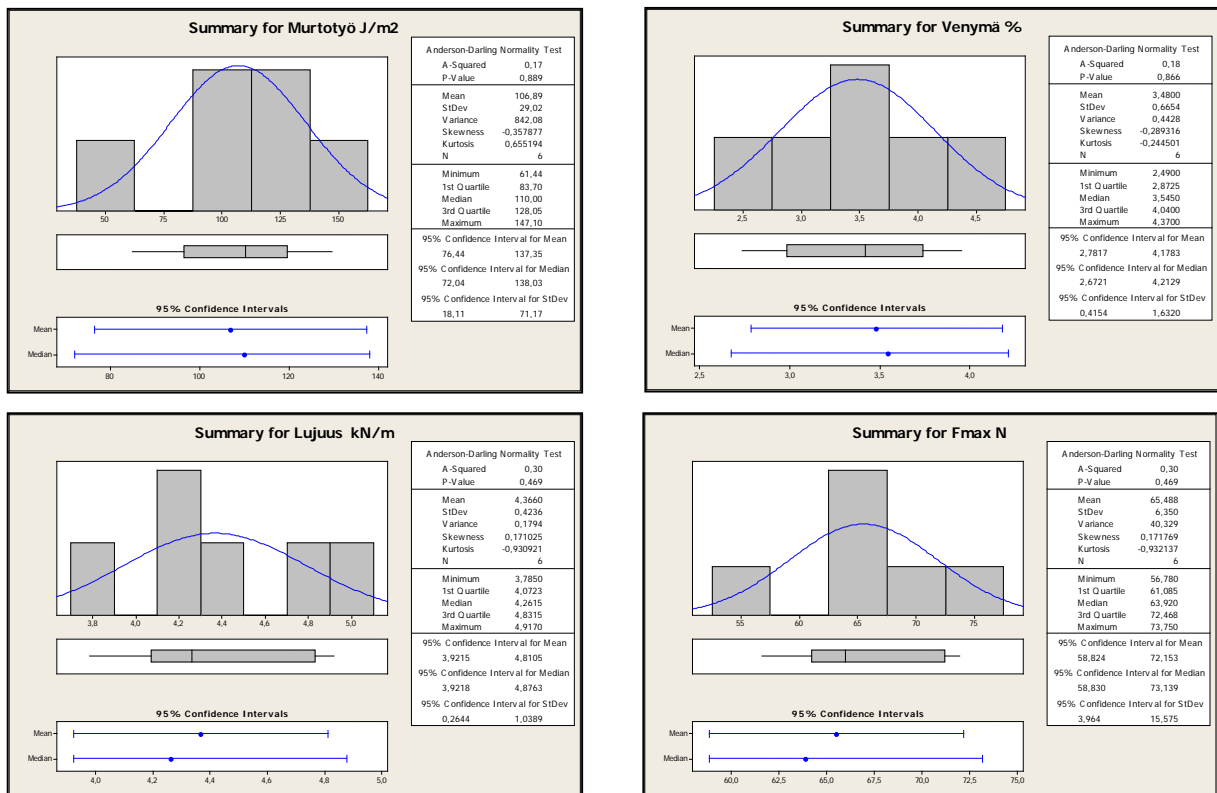 Summary for Murtotyö J/m2
Anderson-Darling Normality Test
A-Squared 0,17
P-Value 0,889
Mean 106,89
StDev 29,02
Variance 842,08
Skewness -0,357877
Kurtosis 0,655194
N 6
Minimum 61,44
1st Quartile 83,70
Median 110,00
3rd Quartile 128,05
Maximum 147,10
95% Confidence Interval for Mean
76,44 137,35
95% Confidence Interval for Median
72,04 138,03
95% Confidence Interval for StDev
18,11 71,17
50 75 100 125 150
95% Confidence Intervals
Mean
Median
80 100 120 140
Summary for Venymä %
Anderson-Darling Normality Test
A-Squared 0,18
P-Value 0,866
Mean 3,4800
StDev 0,6654
Variance 0,4428
Skewness -0,289316
Kurtosis -0,244501
N 6
Minimum 2,4900
1st Quartile 2,8725
Median 3,5450
3rd Quartile 4,0400
Maximum 4,3700
95% Confidence Interval for Mean
2,7817 4,1783
95% Confidence Interval for Median
2,6721 4,2129
95% Confidence Interval for StDev
0,4154 1,6320
2,5 3,0 3,5 4,0 4,5
95% Confidence Intervals
Mean
Median
2,5 3,0 3,5 4,0
Summary for Lujuus kN/m
Anderson-Darling Normality Test
A-Squared 0,30
P-Value 0,469
Mean 4,3660
StDev 0,4236
Variance 0,1794
Skewness 0,171025
Kurtosis -0,930921
N 6
Minimum 3,7850
1st Quartile 4,0723
Median 4,2615
3rd Quartile 4,8315
Maximum 4,9170
95% Confidence Interval for Mean
3,9215 4,8105
95% Confidence Interval for Median
3,9218 4,8763
95% Confidence Interval for StDev
0,2644 1,0389
3,8 4,0 4,2 4,4 4,6 4,8 5,0
95% Confidence Intervals
Mean
Median
4,0 4,2 4,4 4,6 4,8 5,0
Summary for Fmax N
Anderson-Darling Normality Test
A-Squared 0,30
P-Value 0,469
Mean 65,488
StDev 6,350
Variance 40,329
Skewness 0,171769
Kurtosis -0,932137
N 6
Minimum 56,780
1st Quartile 61,085
Median 63,920
3rd Quartile 72,468
Maximum 73,750
95% Confidence Interval for Mean
58,824 72,153
95% Confidence Interval for Median
58,830 73,139
95% Confidence Interval for StDev
3,964 15,575
55 60 65 70 75
95% Confidence Intervals
Mean
Median
60,0 62,5 65,0 67,5 70,0 72,5 75,0